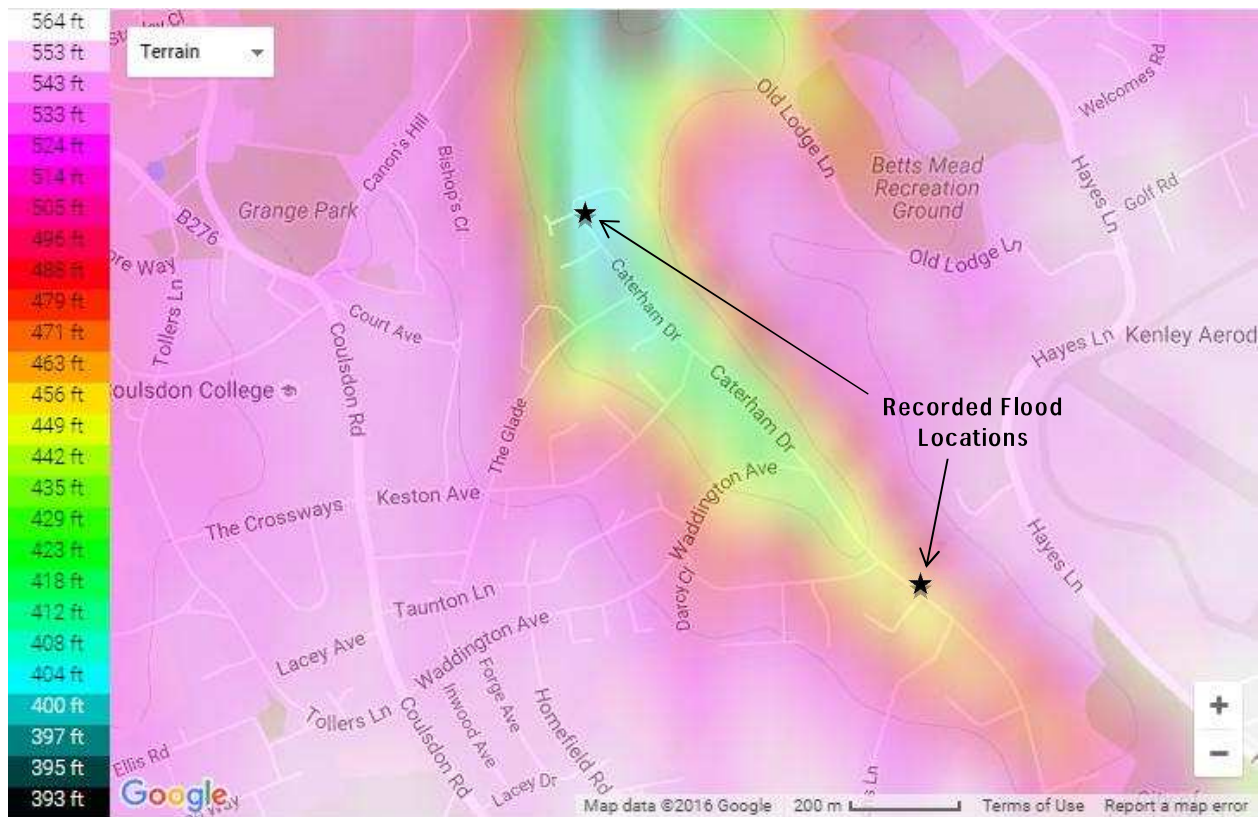 564 ft
553 ft
543 ft
533 ft
524 ft
514 ft
505 ft
496 ft
488 ft
479 ft
471 ft
463 ft
456 ft
449 ft
442 ft
435 ft
429 ft
423 ft
418 ft
412 ft
408 ft
404 ft
400 ft
397 ft
395 ft
393 ft
Terrain
Canon's Hill
Bishop's Cl
Grange Park
B276
Tollers Ln
Court Ave
Coulsdon Rd
The Glade
Keston Ave
The Crossways
Taunton Ln
Lacey Ave
Waddington Ave
Tollers Ln
Forge Ave
Inwood Ave
Homefield Rd
Coulsdon Rd
Lacey Dr
Ellis Rd
Caterham Dr
Caterham Dr
Waddington Ave
Darcy Cl
Old Lodge Ln
Old Lodge Ln
Betts Mead
Recreation
Ground
Welcomes Rd
Hayes Ln
Golf Rd
Hayes Ln
Kenley Aerod
Hayes Ln
Recorded Flood
Locations
+
−
Google
Map data ©2016 Google
200 m
Terms of Use
Report a map error